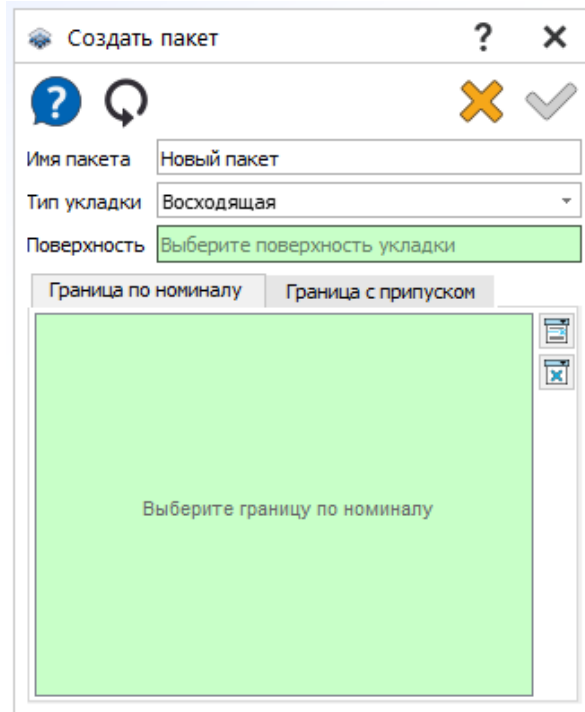 Создать пакет
Имя пакета Новый пакет
Тип укладки Восходящая
Поверхность Выберите поверхность укладки
Граница по номиналу Граница с припуском
Выберите границу по номиналу